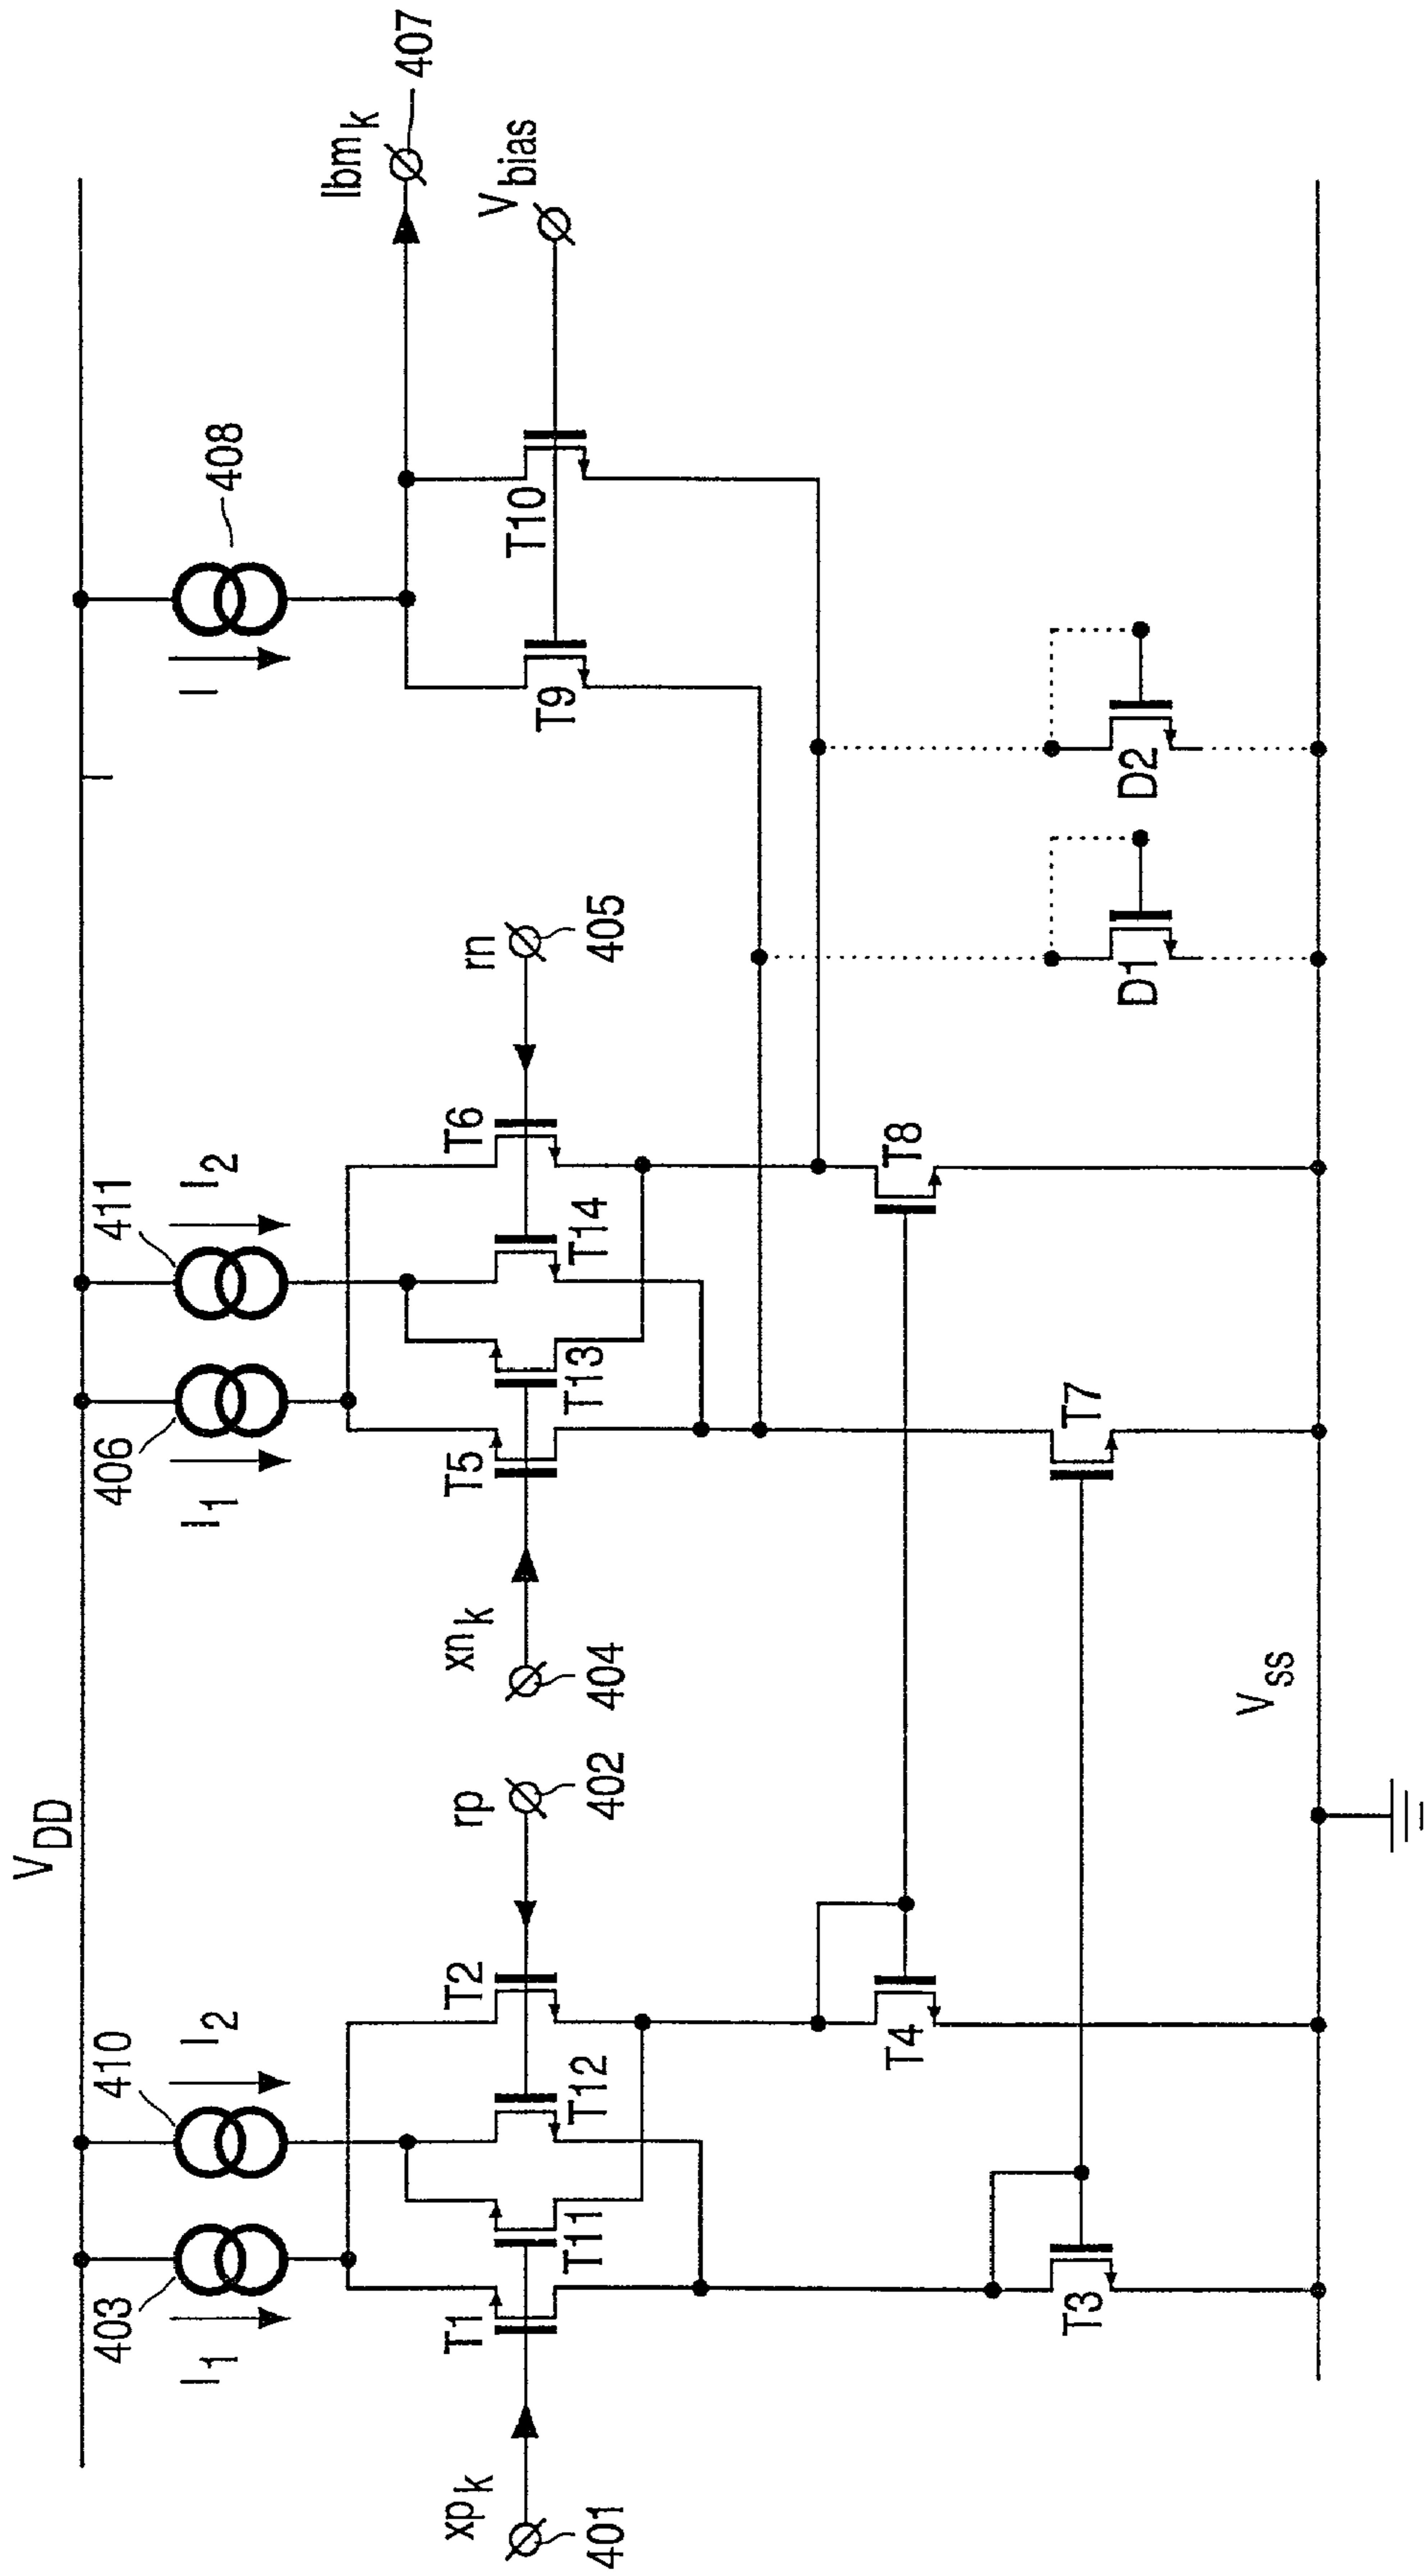 V_DD
403
I_1
410
I_2
406
I_1
411
I_2
I
408
Ibm_k
407
V_bias
xp_k
401
T1
T11
T12
T2
rp
402
xn_k
404
T5
T13
T14
T6
rn
405
T9
T10
T3
T4
T7
T8
D1
D2
V_ss